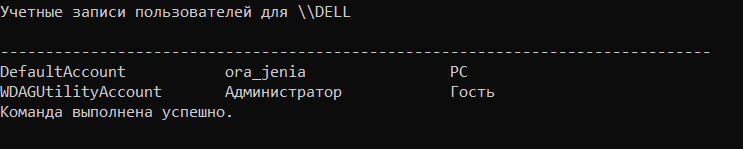 Учетные записи пользователей для \\DELL
-------------------------------------------------------------------------------
DefaultAccount           ora_jenia                PC
WDAGUtilityAccount       Администратор            Гость
Команда выполнена успешно.